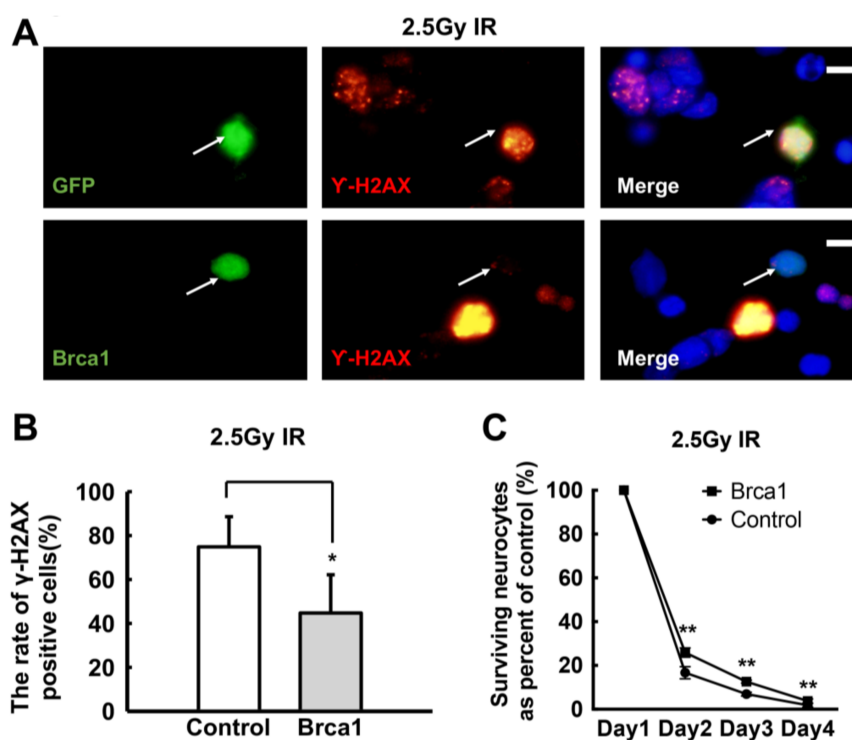 A
2.5Gy IR
GFP
ϒ-H2AX
Merge
Brca1
ϒ-H2AX
Merge
B
2.5Gy IR
The rate of γ-H2AX
positive cells(%)
100
80
60
40
20
0
*
Control
Brca1
C
2.5Gy IR
Surviving neurocytes
as percent of control (%)
100
80
60
40
20
0
Brca1
Control
**
**
**
Day1 Day2 Day3 Day4